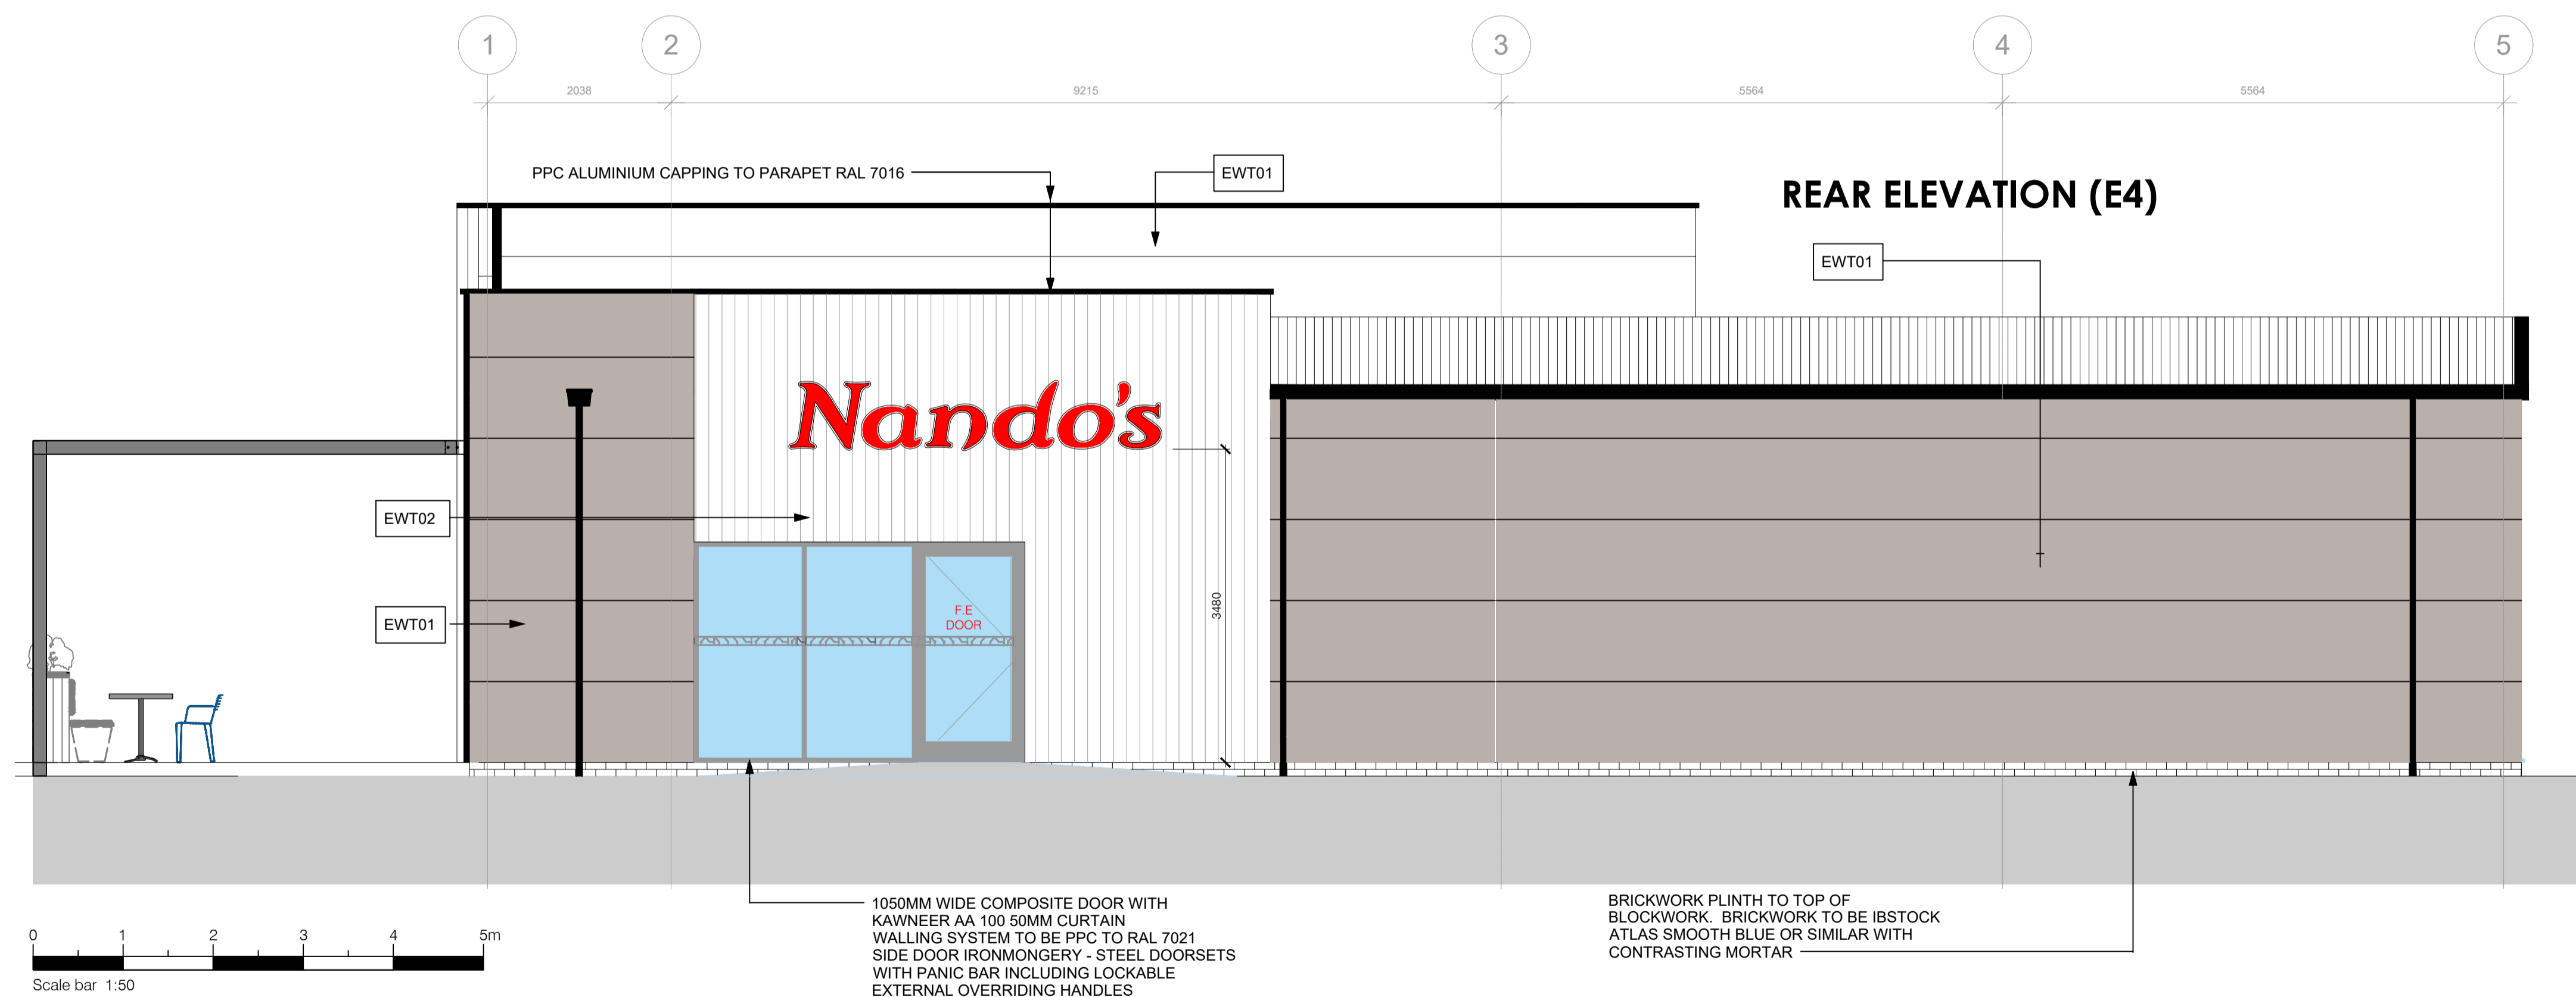 1 2 3 4 5
2038 9215 5564 5564
PPC ALUMINIUM CAPPING TO PARAPET RAL 7016
EWT01
REAR ELEVATION (E4)
EWT01
Nando's
EWT02
EWT01
F.E
DOOR
3480
1050MM WIDE COMPOSITE DOOR WITH
KAWNEER AA 100 50MM CURTAIN
WALLING SYSTEM TO BE PPC TO RAL 7021
SIDE DOOR IRONMONGERY - STEEL DOORSETS
WITH PANIC BAR INCLUDING LOCKABLE
EXTERNAL OVERRIDING HANDLES
BRICKWORK PLINTH TO TOP OF
BLOCKWORK. BRICKWORK TO BE IBSTOCK
ATLAS SMOOTH BLUE OR SIMILAR WITH
CONTRASTING MORTAR
0 1 2 3 4 5m
Scale bar 1:50